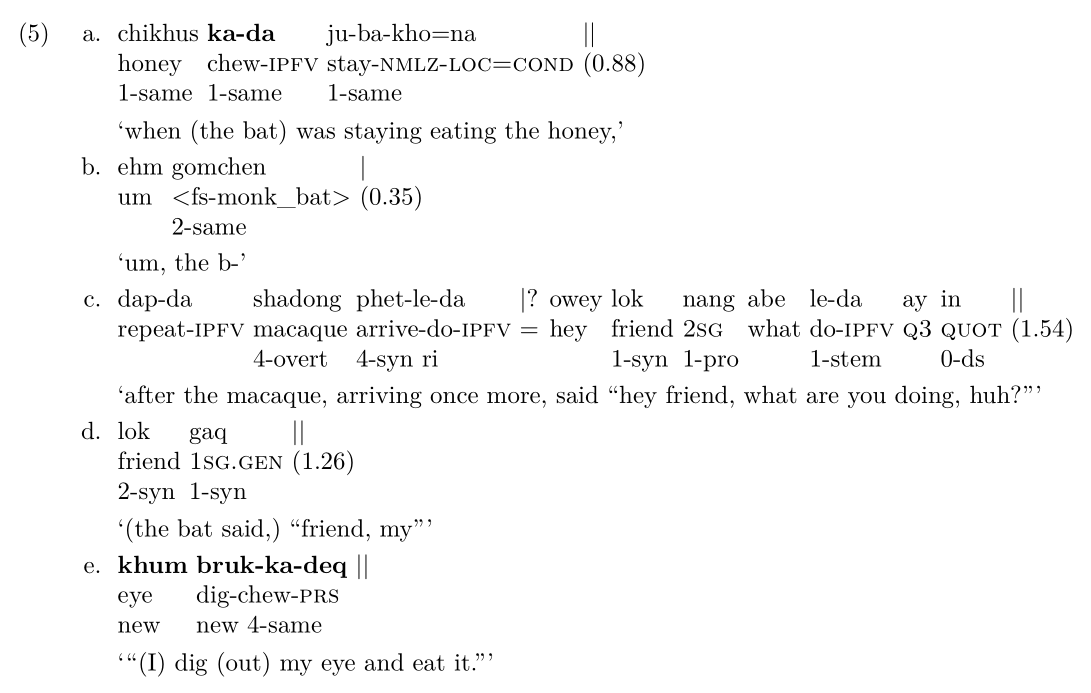 (5) a. chikhus ka-da ju-ba-kho=na ||
honey chew-IPFV stay-NMLZ-LOC=COND (0.88)
1-same 1-same 1-same
‘when (the bat) was staying eating the honey,’
b. ehm gomchen |
um <fs-monk_bat> (0.35)
2-same
‘um, the b-’
c. dap-da shadong phet-le-da |? owey lok nang abe le-da ay in ||
repeat-IPFV macaque arrive-do-IPFV = hey friend 2SG what do-IPFV Q3 QUOT (1.54)
4-overt 4-syn ri 1-syn 1-pro 1-stem 0-ds
‘after the macaque, arriving once more, said “hey friend, what are you doing, huh?”’
d. lok gaq ||
friend 1SG.GEN (1.26)
2-syn 1-syn
‘(the bat said,) “friend, my”’
e. khum bruk-ka-deq ||
eye dig-chew-PRS
new new 4-same
‘“(I) dig (out) my eye and eat it.”’